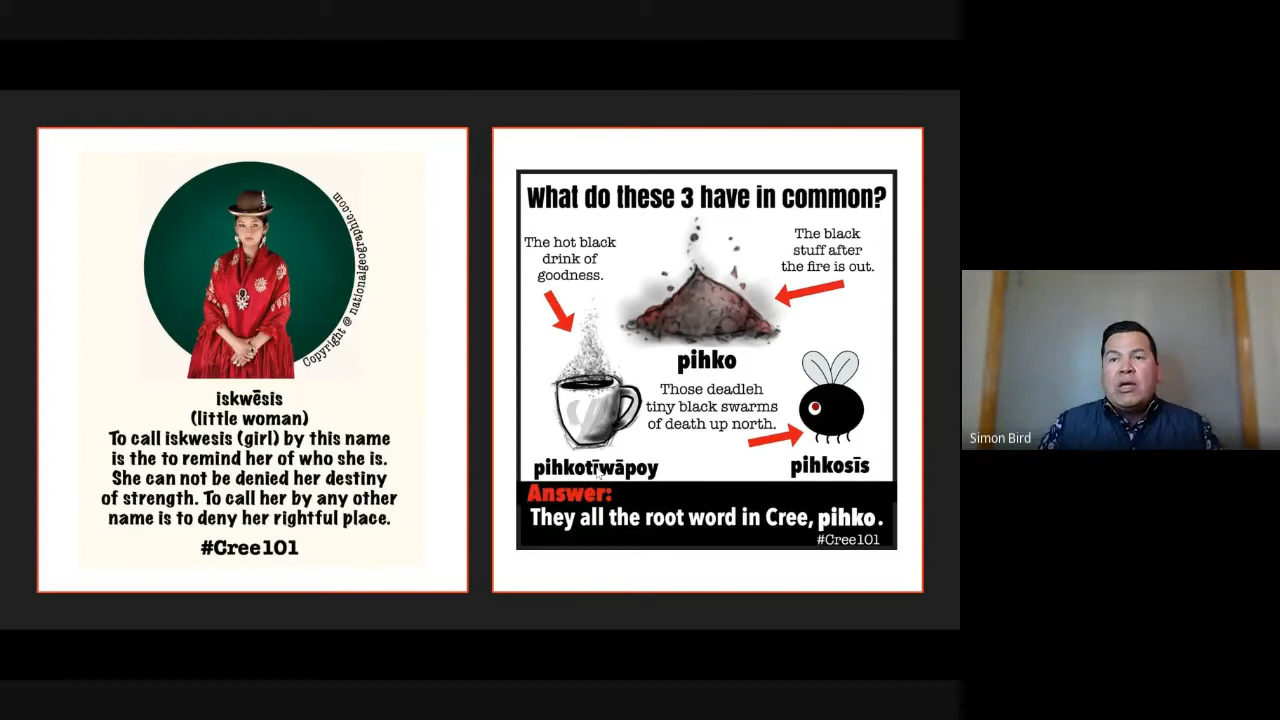 Copyright @ nationalgeographic.com
iskwēsis
(little woman)
To call iskwesis (girl) by this name
is the to remind her of who she is.
She can not be denied her destiny
of strength. To call her by any other
name is to deny her rightful place.
#Cree101
What do these 3 have in common?
The hot black
drink of
goodness.
The black
stuff after
the fire is out.
pihko
Those deadleh
tiny black swarms
of death up north.
pihkotīwāpoy
pihkosīs
Answer:
They all the root word in Cree, pihko.
#Cree101
Simon Bird